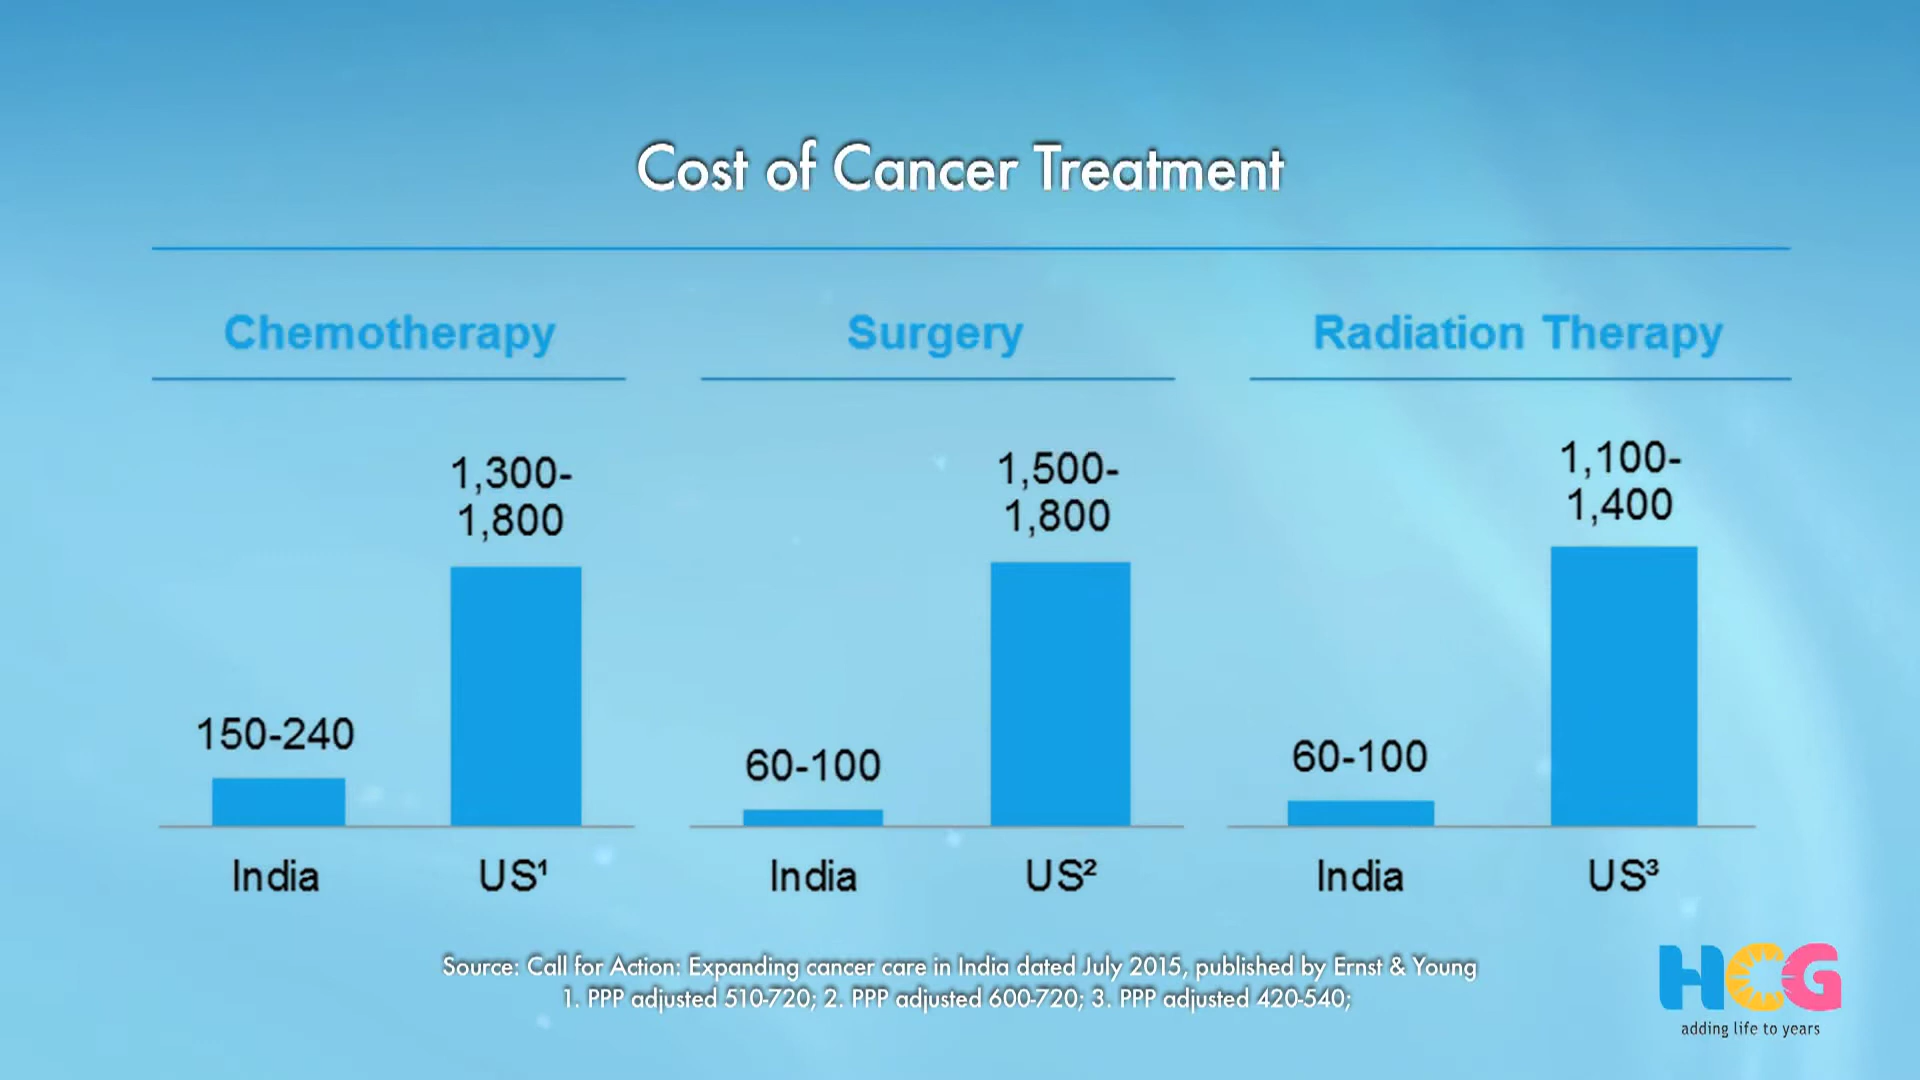 Cost of Cancer Treatment
Chemotherapy
Surgery
Radiation Therapy
1,300-
1,800
150-240
India
US¹
1,500-
1,800
60-100
India
US²
1,100-
1,400
60-100
India
US³
Source: Call for Action: Expanding cancer care in India dated July 2015, published by Ernst & Young
1. PPP adjusted 510-720; 2. PPP adjusted 600-720; 3. PPP adjusted 420-540;
HCG
adding life to years